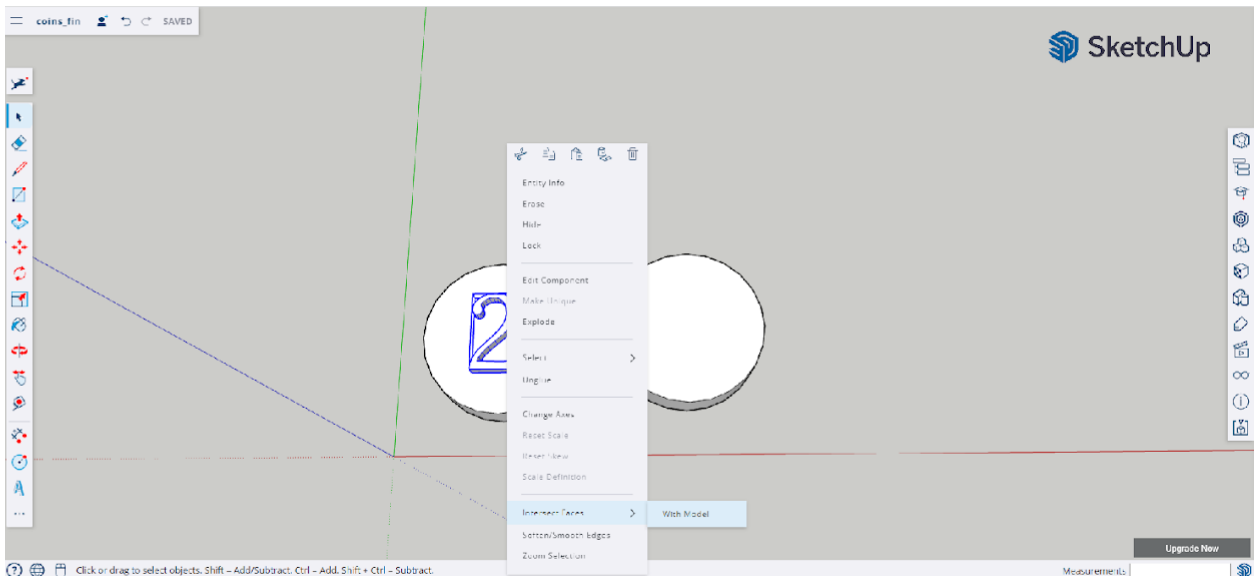 coins_fin SAVED
SketchUp
Entity Info
Erase
Hide
Lock
Edit Component
Make Unique
Explode
2
Select
Unglue
Change Axes
Reset Scale
Reset Skew
Scale Definition
Intersect Faces
With Model
Soften/Smooth Edges
Zoom Selection
Upgrade Now
Click or drag to select objects. Shift – Add/Subtract. Ctrl – Add. Shift + Ctrl – Subtract.
Measurements